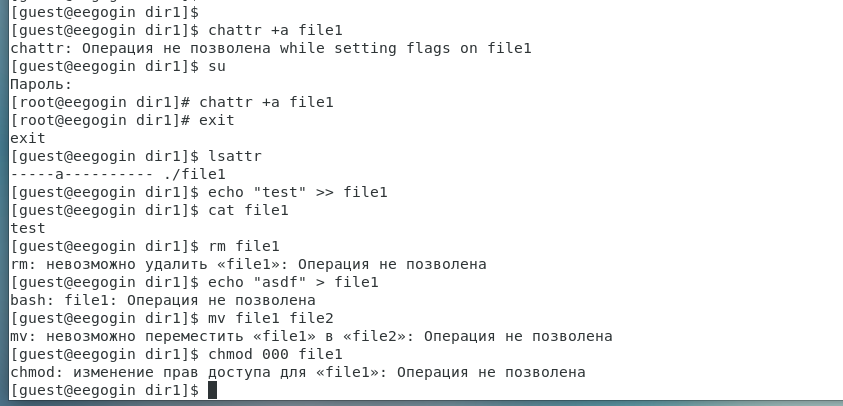 [guest@eegogin dir1]$
[guest@eegogin dir1]$ chattr +a file1
chattr: Операция не позволена while setting flags on file1
[guest@eegogin dir1]$ su
Пароль:
[root@eegogin dir1]# chattr +a file1
[root@eegogin dir1]# exit
exit
[guest@eegogin dir1]$ lsattr
-----a---------- ./file1
[guest@eegogin dir1]$ echo "test" >> file1
[guest@eegogin dir1]$ cat file1
test
[guest@eegogin dir1]$ rm file1
rm: невозможно удалить «file1»: Операция не позволена
[guest@eegogin dir1]$ echo "asdf" > file1
bash: file1: Операция не позволена
[guest@eegogin dir1]$ mv file1 file2
mv: невозможно переместить «file1» в «file2»: Операция не позволена
[guest@eegogin dir1]$ chmod 000 file1
chmod: изменение прав доступа для «file1»: Операция не позволена
[guest@eegogin dir1]$